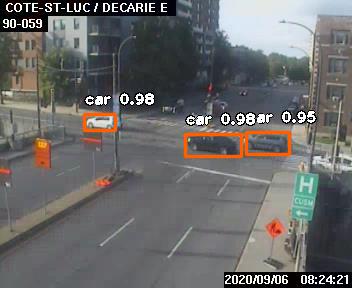 COTE-ST-LUC / DECARIE E
90-059
car 0.98
car 0.98
ar 0.95
H
CUSM
2020/09/06 08:24:21